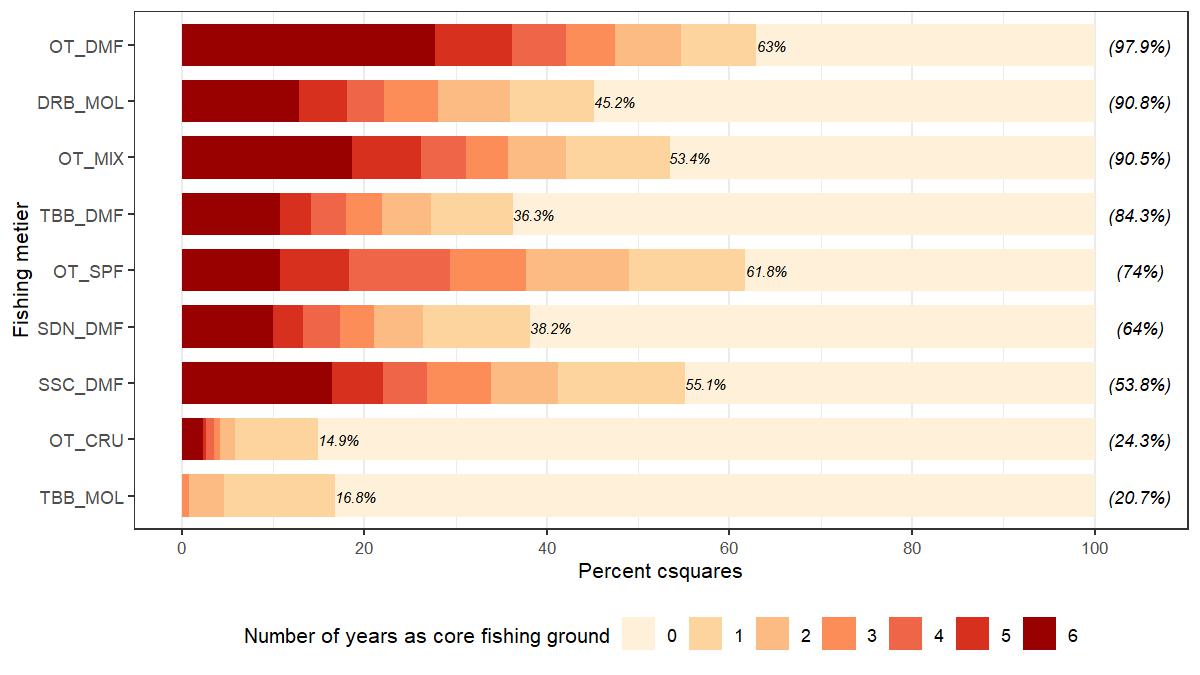 OT_DMF 63% (97.9%)
DRB_MOL 45.2% (90.8%)
OT_MIX 53.4% (90.5%)
TBB_DMF 36.3% (84.3%)
OT_SPF 61.8% (74%)
SDN_DMF 38.2% (64%)
SSC_DMF 55.1% (53.8%)
OT_CRU 14.9% (24.3%)
TBB_MOL 16.8% (20.7%)
Fishing metier
0 20 40 60 80 100
Percent csquares
Number of years as core fishing ground 0 1 2 3 4 5 6